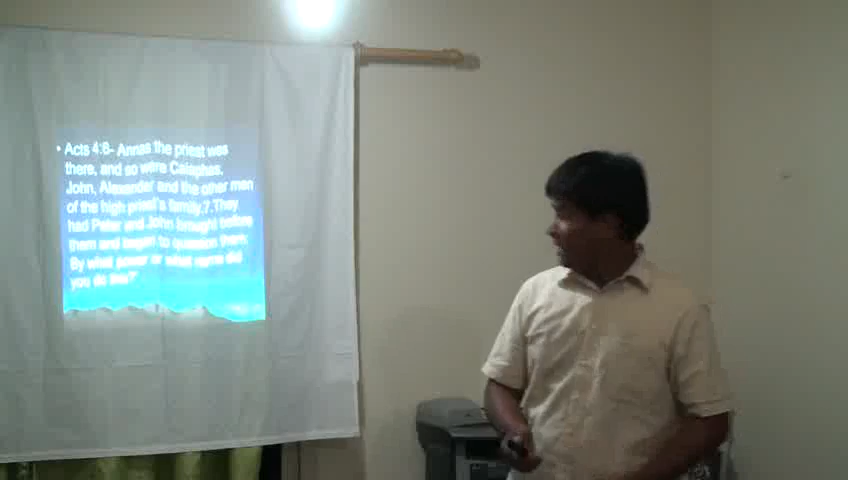 • Acts 4:6- Annas the priest was
there, and so were Caiaphas,
John, Alexander and the other men
of the high priest's family.7.They
had Peter and John brought before
them and began to question them:
By what power or what name did
you do this?"